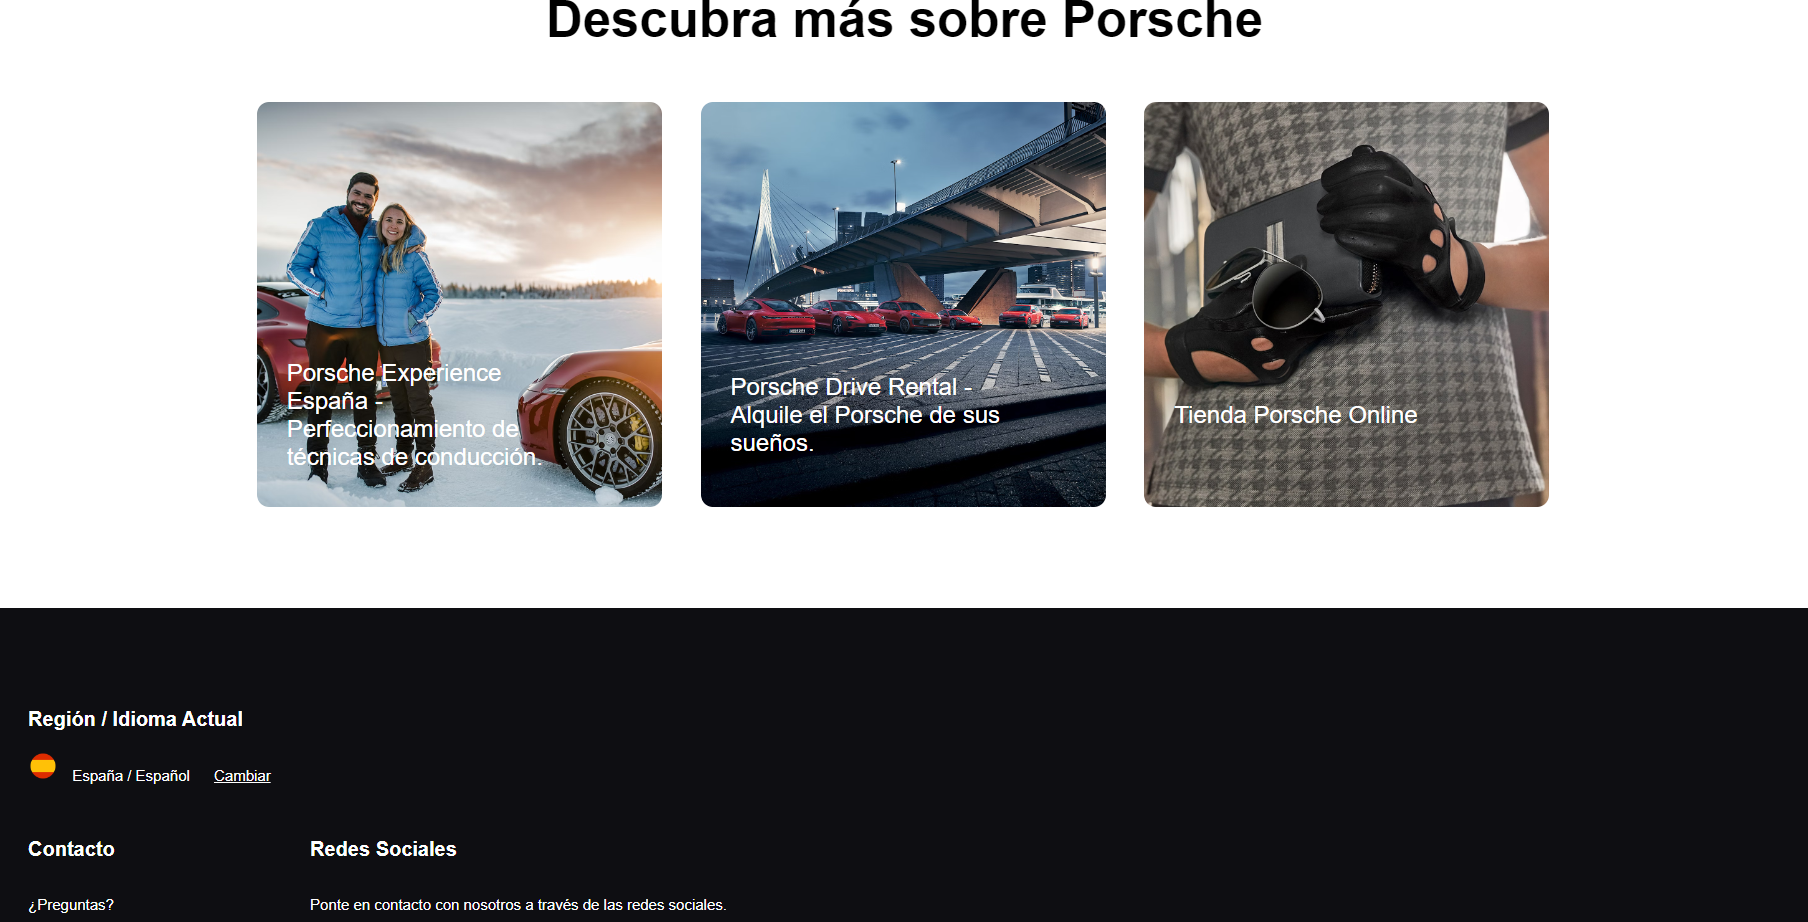 Descubra más sobre Porsche
Porsche Experience
España -
Perfeccionamiento de
técnicas de conducción.
Porsche Drive Rental -
Alquile el Porsche de sus
sueños.
Tienda Porsche Online
Región / Idioma Actual
España / Español Cambiar
Contacto
Redes Sociales
¿Preguntas?
Ponte en contacto con nosotros a través de las redes sociales.